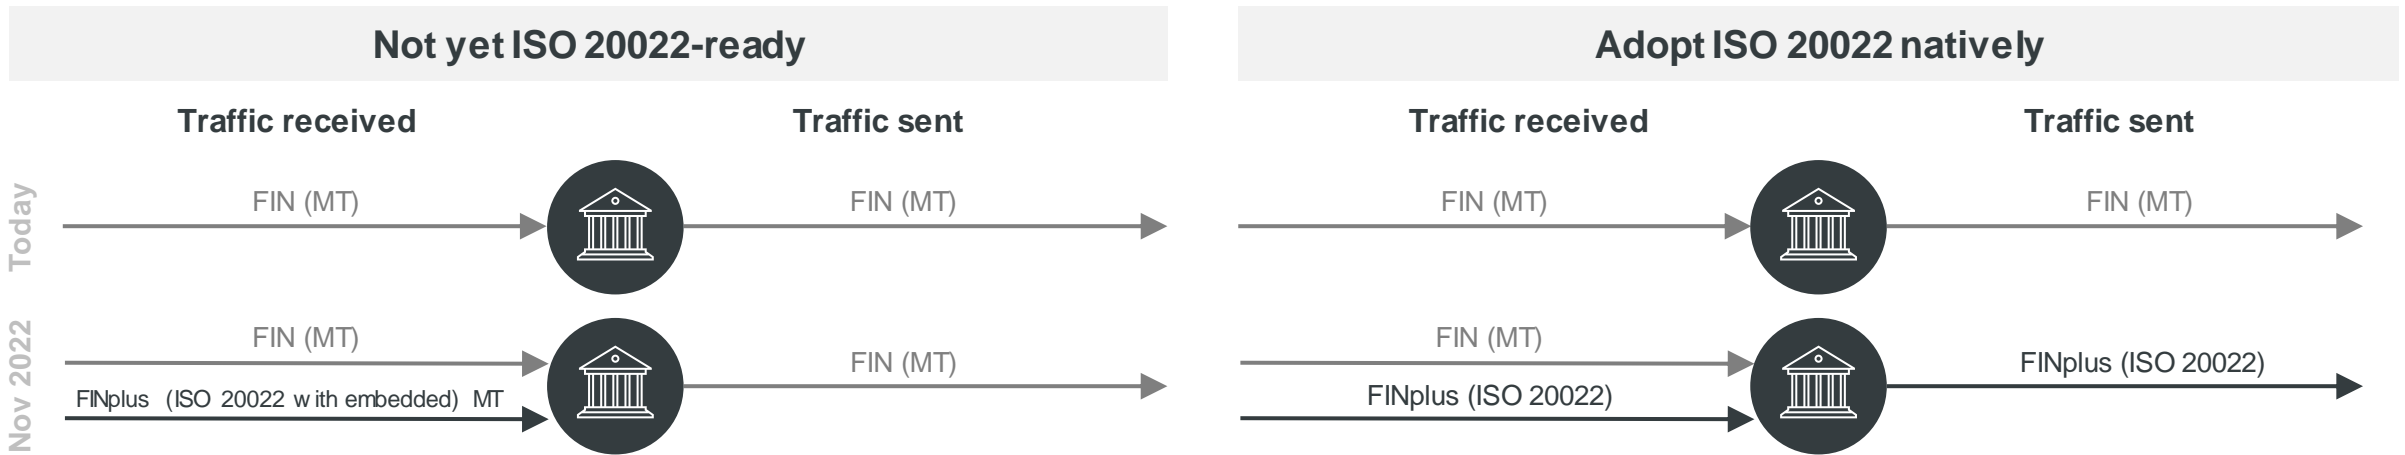 Not yet ISO 20022-ready
Adopt ISO 20022 natively
Traffic received
Traffic sent
Traffic received
Traffic sent
Today
FIN (MT)
FIN (MT)
FIN (MT)
FIN (MT)
Nov 2022
FIN (MT)
FINplus (ISO 20022 with embedded) MT
FIN (MT)
FIN (MT)
FINplus (ISO 20022)
FINplus (ISO 20022)